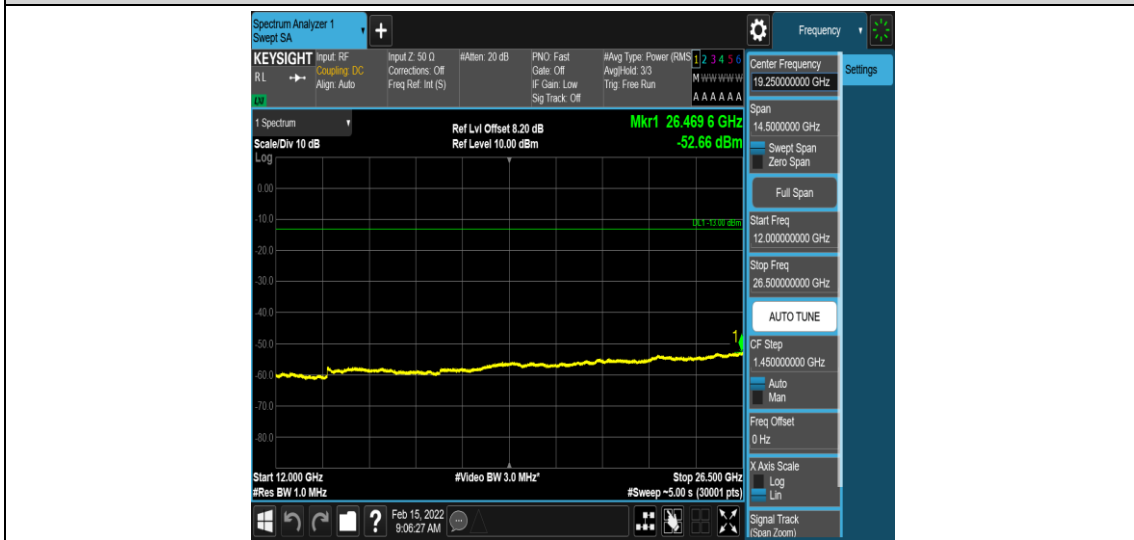 Spectrum Analyzer 1
Swept SA
+
Frequency
KEYSIGHT
RL
LXI
Input: RF
Coupling: DC
Align: Auto
Input Z: 50 Ω
Corrections: Off
Freq Ref: Int (S)
#Atten: 20 dB
PNO: Fast
Gate: Off
IF Gain: Low
Sig Track: Off
#Avg Type: Power (RMS
Avg|Hold: 3/3
Trig: Free Run
1 2 3 4 5 6
M W W W W W
A A A A A A
1 Spectrum
Scale/Div 10 dB
Log
Ref Lvl Offset 8.20 dB
Ref Level 10.00 dBm
Mkr1 26.469 6 GHz
-52.66 dBm
0.00
-10.0
DL1 -13.00 dBm
-20.0
-30.0
-40.0
1
-50.0
-60.0
-70.0
-80.0
Start 12.000 GHz
#Res BW 1.0 MHz
#Video BW 3.0 MHz*
Stop 26.500 GHz
#Sweep ~5.00 s (30001 pts)
Center Frequency
19.250000000 GHz
Settings
Span
14.5000000 GHz
Swept Span
Zero Span
Full Span
Start Freq
12.000000000 GHz
Stop Freq
26.500000000 GHz
AUTO TUNE
CF Step
1.450000000 GHz
Auto
Man
Freq Offset
0 Hz
X Axis Scale
Log
Lin
Signal Track
(Span Zoom)
?
Feb 15, 2022
9:06:27 AM